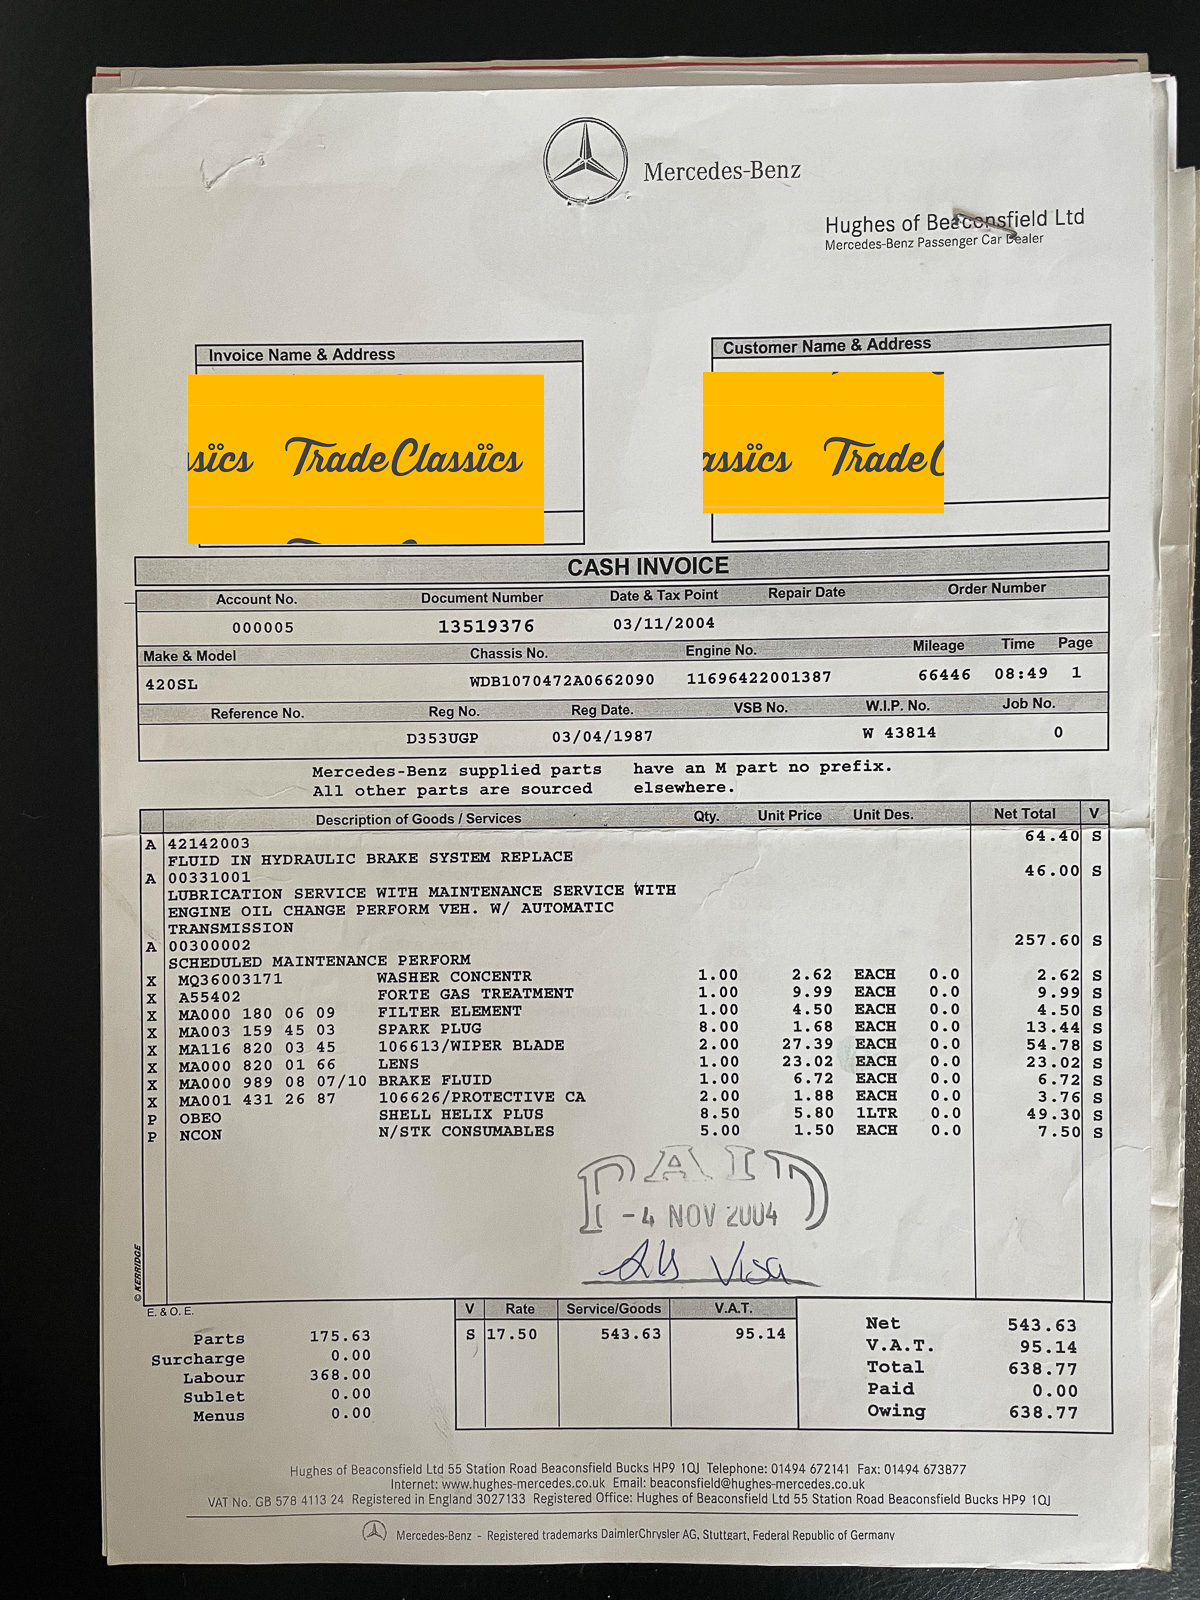 Mercedes-Benz
Hughes of Beaconsfield Ltd
Mercedes-Benz Passenger Car Dealer
Invoice Name & Address
Customer Name & Address
sïcs TradeClassïcs
assïcs Trade C
CASH INVOICE
Account No. Document Number Date & Tax Point Repair Date Order Number
000005 13519376 03/11/2004
Make & Model Chassis No. Engine No. Mileage Time Page
420SL WDB1070472A0662090 11696422001387 66446 08:49 1
Reference No. Reg No. Reg Date. VSB No. W.I.P. No. Job No.
D353UGP 03/04/1987 W 43814 0
Mercedes-Benz supplied parts have an M part no prefix.
All other parts are sourced elsewhere.
Description of Goods / Services Qty. Unit Price Unit Des. Net Total V
A 42142003 64.40 S
FLUID IN HYDRAULIC BRAKE SYSTEM REPLACE
A 00331001 46.00 S
LUBRICATION SERVICE WITH MAINTENANCE SERVICE WITH
ENGINE OIL CHANGE PERFORM VEH. W/ AUTOMATIC
TRANSMISSION
A 00300002 257.60 S
SCHEDULED MAINTENANCE PERFORM
X MQ36003171 WASHER CONCENTR 1.00 2.62 EACH 0.0 2.62 S
X A55402 FORTE GAS TREATMENT 1.00 9.99 EACH 0.0 9.99 S
X MA000 180 06 09 FILTER ELEMENT 1.00 4.50 EACH 0.0 4.50 S
X MA003 159 45 03 SPARK PLUG 8.00 1.68 EACH 0.0 13.44 S
X MA116 820 03 45 106613/WIPER BLADE 2.00 27.39 EACH 0.0 54.78 S
X MA000 820 01 66 LENS 1.00 23.02 EACH 0.0 23.02 S
X MA000 989 08 07/10 BRAKE FLUID 1.00 6.72 EACH 0.0 6.72 S
X MA001 431 26 87 106626/PROTECTIVE CA 2.00 1.88 EACH 0.0 3.76 S
P OBEO SHELL HELIX PLUS 8.50 5.80 1LTR 0.0 49.30 S
P NCON N/STK CONSUMABLES 5.00 1.50 EACH 0.0 7.50 S
PAID
-4 NOV 2004
Visa
© KERRIDGE
E. & O. E.
V Rate Service/Goods V.A.T.
S 17.50 543.63 95.14
Parts 175.63
Surcharge 0.00
Labour 368.00
Sublet 0.00
Menus 0.00
Net 543.63
V.A.T. 95.14
Total 638.77
Paid 0.00
Owing 638.77
Hughes of Beaconsfield Ltd 55 Station Road Beaconsfield Bucks HP9 1QJ Telephone: 01494 672141 Fax: 01494 673877
Internet: www.hughes-mercedes.co.uk Email: beaconsfield@hughes-mercedes.co.uk
VAT No. GB 578 4113 24 Registered in England 3027133 Registered Office: Hughes of Beaconsfield Ltd 55 Station Road Beaconsfield Bucks HP9 1QJ
Mercedes-Benz - Registered trademarks DaimlerChrysler AG, Stuttgart, Federal Republic of Germany